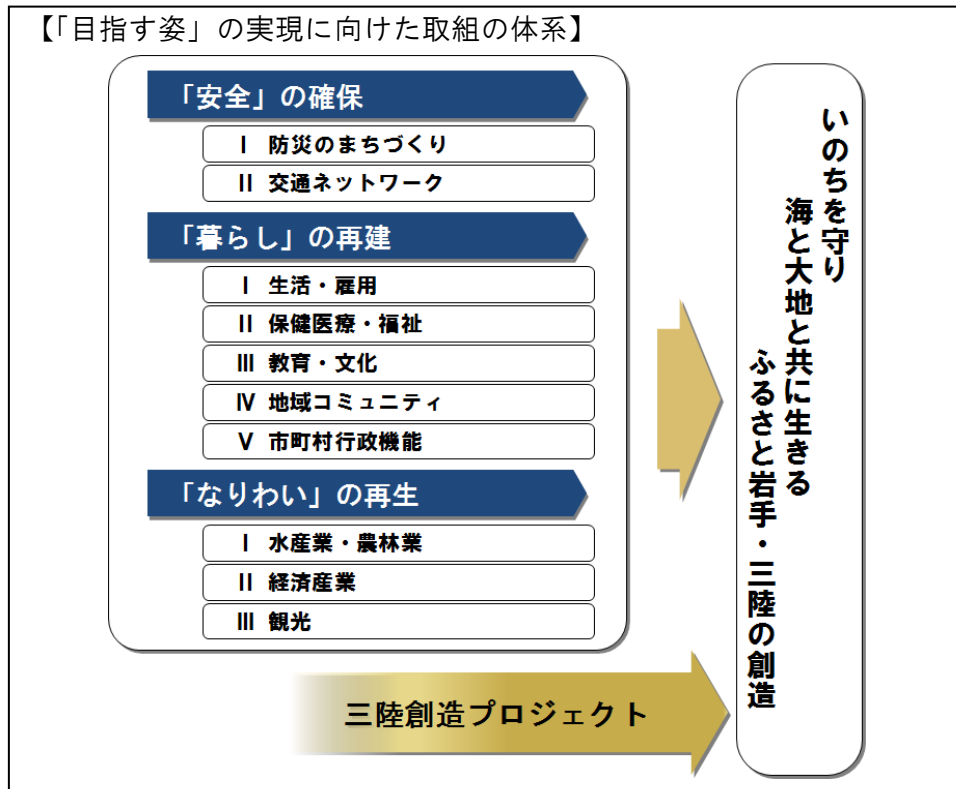 【「目指す姿」の実現に向けた取組の体系】
「安全」の確保
Ⅰ 防災のまちづくり
Ⅱ 交通ネットワーク
「暮らし」の再建
Ⅰ 生活・雇用
Ⅱ 保健医療・福祉
Ⅲ 教育・文化
Ⅳ 地域コミュニティ
Ⅴ 市町村行政機能
「なりわい」の再生
Ⅰ 水産業・農林業
Ⅱ 経済産業
Ⅲ 観光
三陸創造プロジェクト
いのちを守り
海と大地と共に生きる
ふるさと岩手・三陸の創造